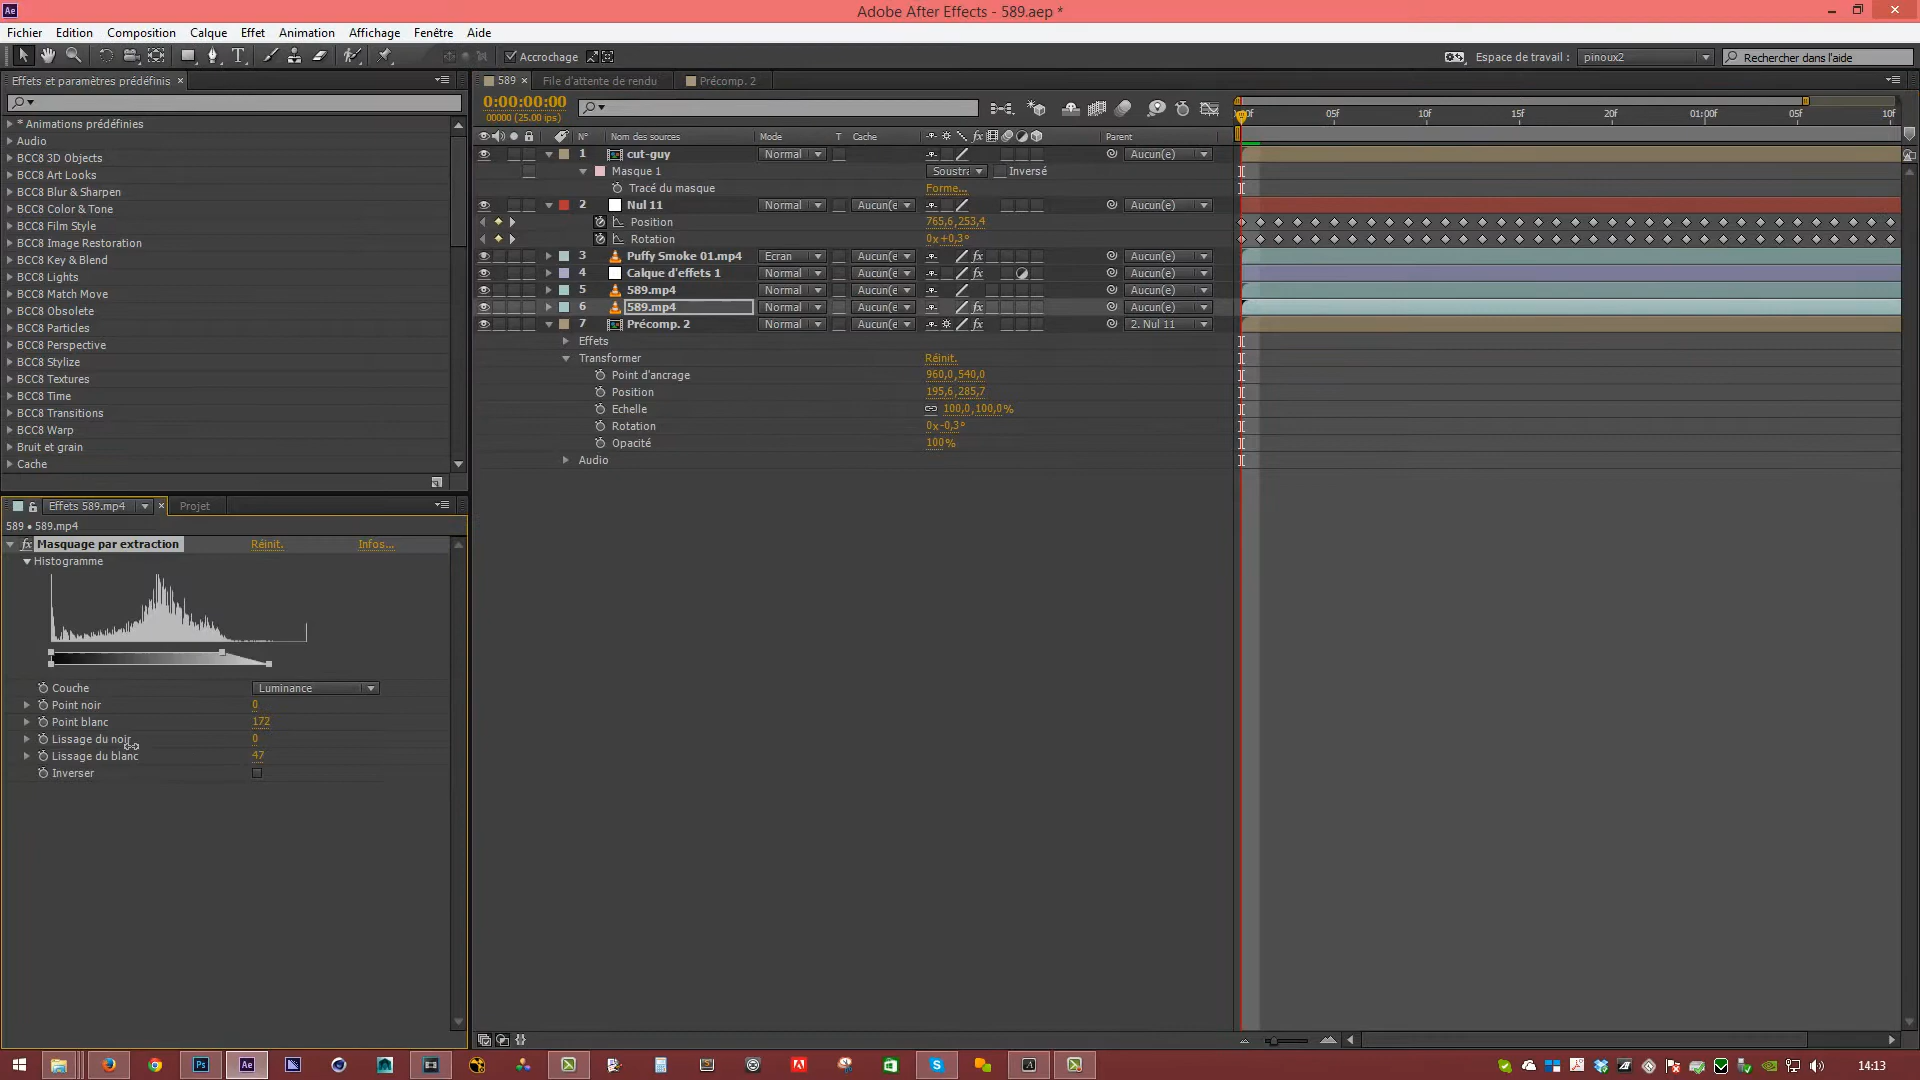 Adobe After Effects - 589.aep *
Fichier Edition Composition Calque Effet Animation Affichage Fenêtre Aide
Accrochage Espace de travail : pinoux2 Rechercher dans l'aide
Effets et paramètres prédéfinis
* Animations prédéfinies
Audio
BCC8 3D Objects
BCC8 Art Looks
BCC8 Blur & Sharpen
BCC8 Color & Tone
BCC8 Film Style
BCC8 Image Restoration
BCC8 Key & Blend
BCC8 Lights
BCC8 Match Move
BCC8 Obsolete
BCC8 Particles
BCC8 Perspective
BCC8 Stylize
BCC8 Textures
BCC8 Time
BCC8 Transitions
BCC8 Warp
Bruit et grain
Cache
Effets 589.mp4 Projet
589 • 589.mp4
fx Masquage par extraction Réinit. Infos...
Histogramme
Couche Luminance
Point noir 0
Point blanc 172
Lissage du noir 0
Lissage du blanc 47
Inverser
589 File d'attente de rendu Précomp. 2
0:00:00:00
00000 (25.00 ips)
N° Nom des sources Mode T Cache fx Parent
1 cut-guy Normal Aucun(e)
Masque 1 Soustra Inversé
Tracé du masque Forme...
2 Nul 11 Normal Aucun(e) Aucun(e)
Position 765,6,253,4
Rotation 0x+0,3°
3 Puffy Smoke 01.mp4 Ecran Aucun(e) fx Aucun(e)
4 Calque d'effets 1 Normal Aucun(e) fx Aucun(e)
5 589.mp4 Normal Aucun(e) Aucun(e)
6 589.mp4 Normal Aucun(e) fx Aucun(e)
7 Précomp. 2 Normal Aucun(e) fx 2. Nul 11
Effets
Transformer Réinit.
Point d'ancrage 960,0,540,0
Position 195,6,285,7
Echelle 100,0,100,0%
Rotation 0x-0,3°
Opacité 100%
Audio
05f 10f 15f 20f 01:00f 05f 10f
14:13